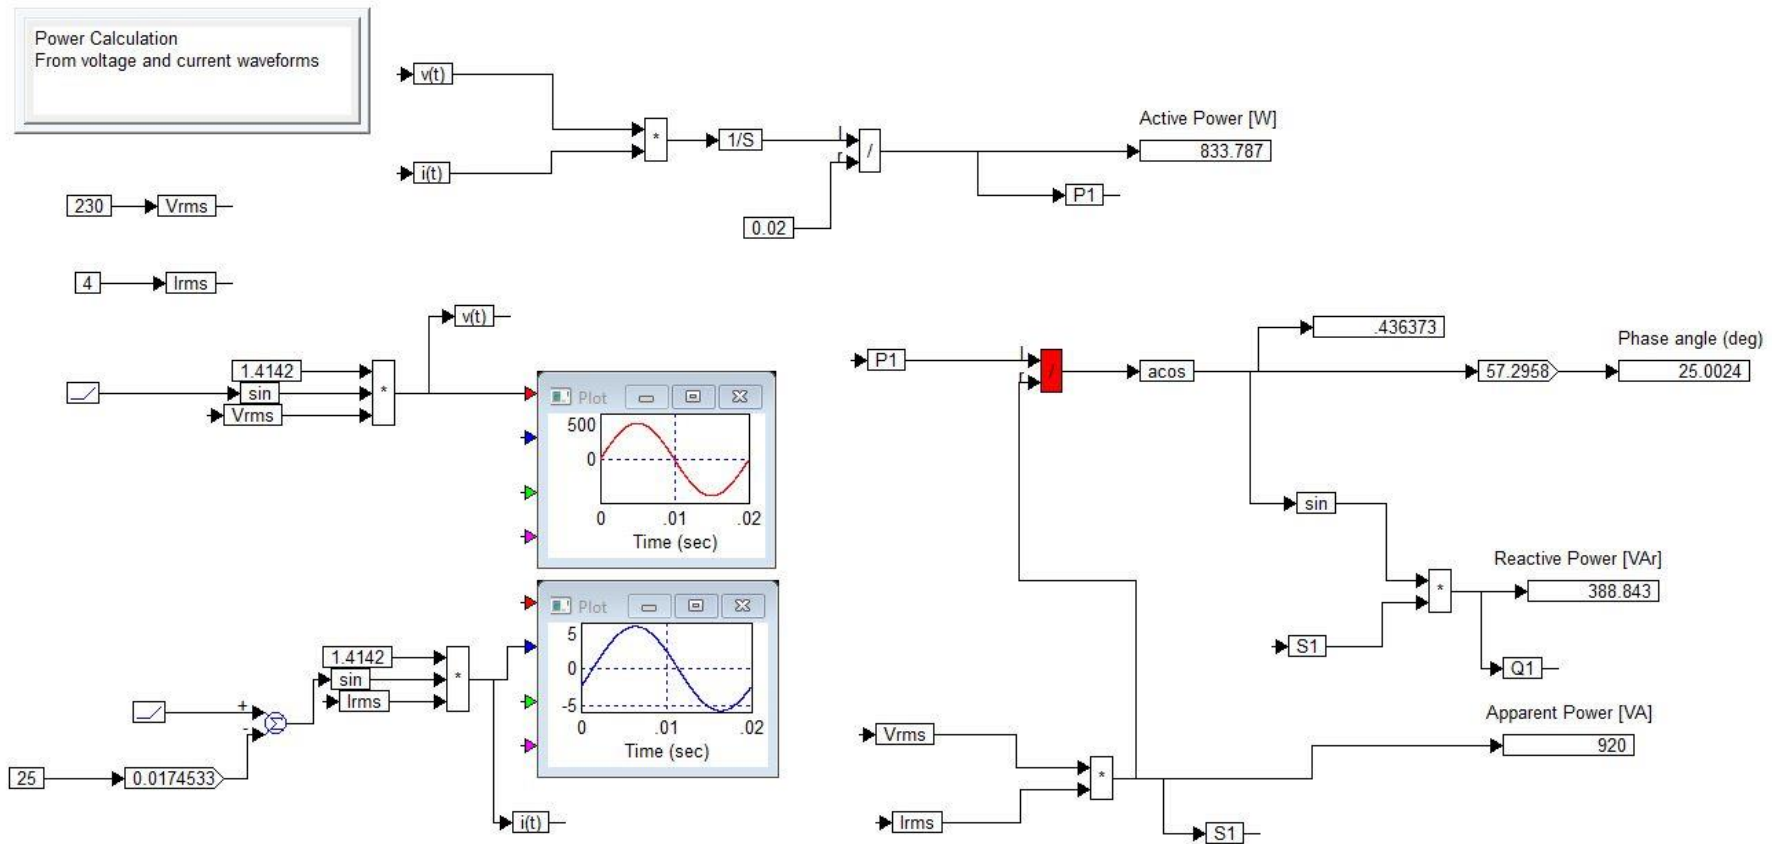 Power Calculation
From voltage and current waveforms
v(t)
i(t)
*
1/S
l
r
/
0.02
Active Power [W]
833.787
P1
230
Vrms
4
Irms
v(t)
1.4142
sin
Vrms
*
Plot
500
0
0 .01 .02
Time (sec)
Plot
5
0
-5
0 .01 .02
Time (sec)
1.4142
sin
Irms
*
+
-
Σ
25
0.0174533
i(t)
P1
l
r
/
acos
.436373
57.2958
Phase angle (deg)
25.0024
sin
*
Reactive Power [VAr]
388.843
S1
Q1
Vrms
Irms
*
Apparent Power [VA]
920
S1